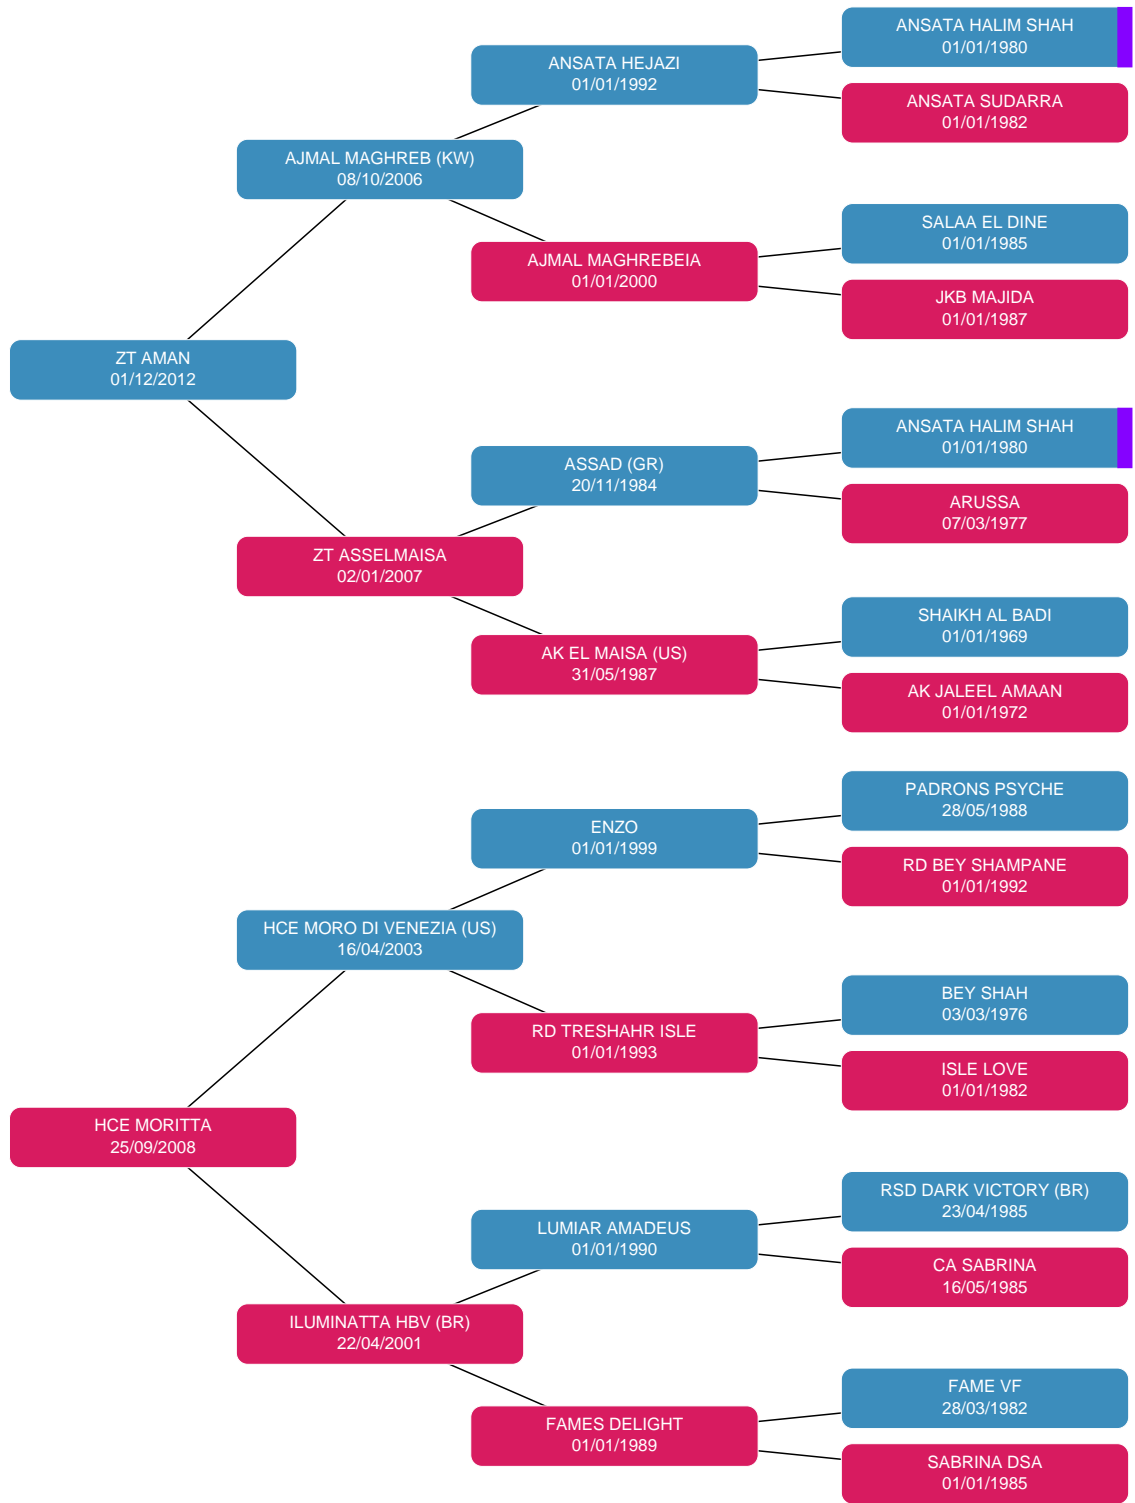 ANSATA HALIM SHAH
01/01/1980
ANSATA HEJAZI
01/01/1992
ANSATA SUDARRA
01/01/1982
AJMAL MAGHREB (KW)
08/10/2006
SALAA EL DINE
01/01/1985
AJMAL MAGHREBEIA
01/01/2000
JKB MAJIDA
01/01/1987
ZT AMAN
01/12/2012
ANSATA HALIM SHAH
01/01/1980
ASSAD (GR)
20/11/1984
ARUSSA
07/03/1977
ZT ASSELMAISA
02/01/2007
SHAIKH AL BADI
01/01/1969
AK EL MAISA (US)
31/05/1987
AK JALEEL AMAAN
01/01/1972
PADRONS PSYCHE
28/05/1988
ENZO
01/01/1999
RD BEY SHAMPANE
01/01/1992
HCE MORO DI VENEZIA (US)
16/04/2003
BEY SHAH
03/03/1976
RD TRESHAHR ISLE
01/01/1993
ISLE LOVE
01/01/1982
HCE MORITTA
25/09/2008
RSD DARK VICTORY (BR)
23/04/1985
LUMIAR AMADEUS
01/01/1990
CA SABRINA
16/05/1985
ILUMINATTA HBV (BR)
22/04/2001
FAME VF
28/03/1982
FAMES DELIGHT
01/01/1989
SABRINA DSA
01/01/1985